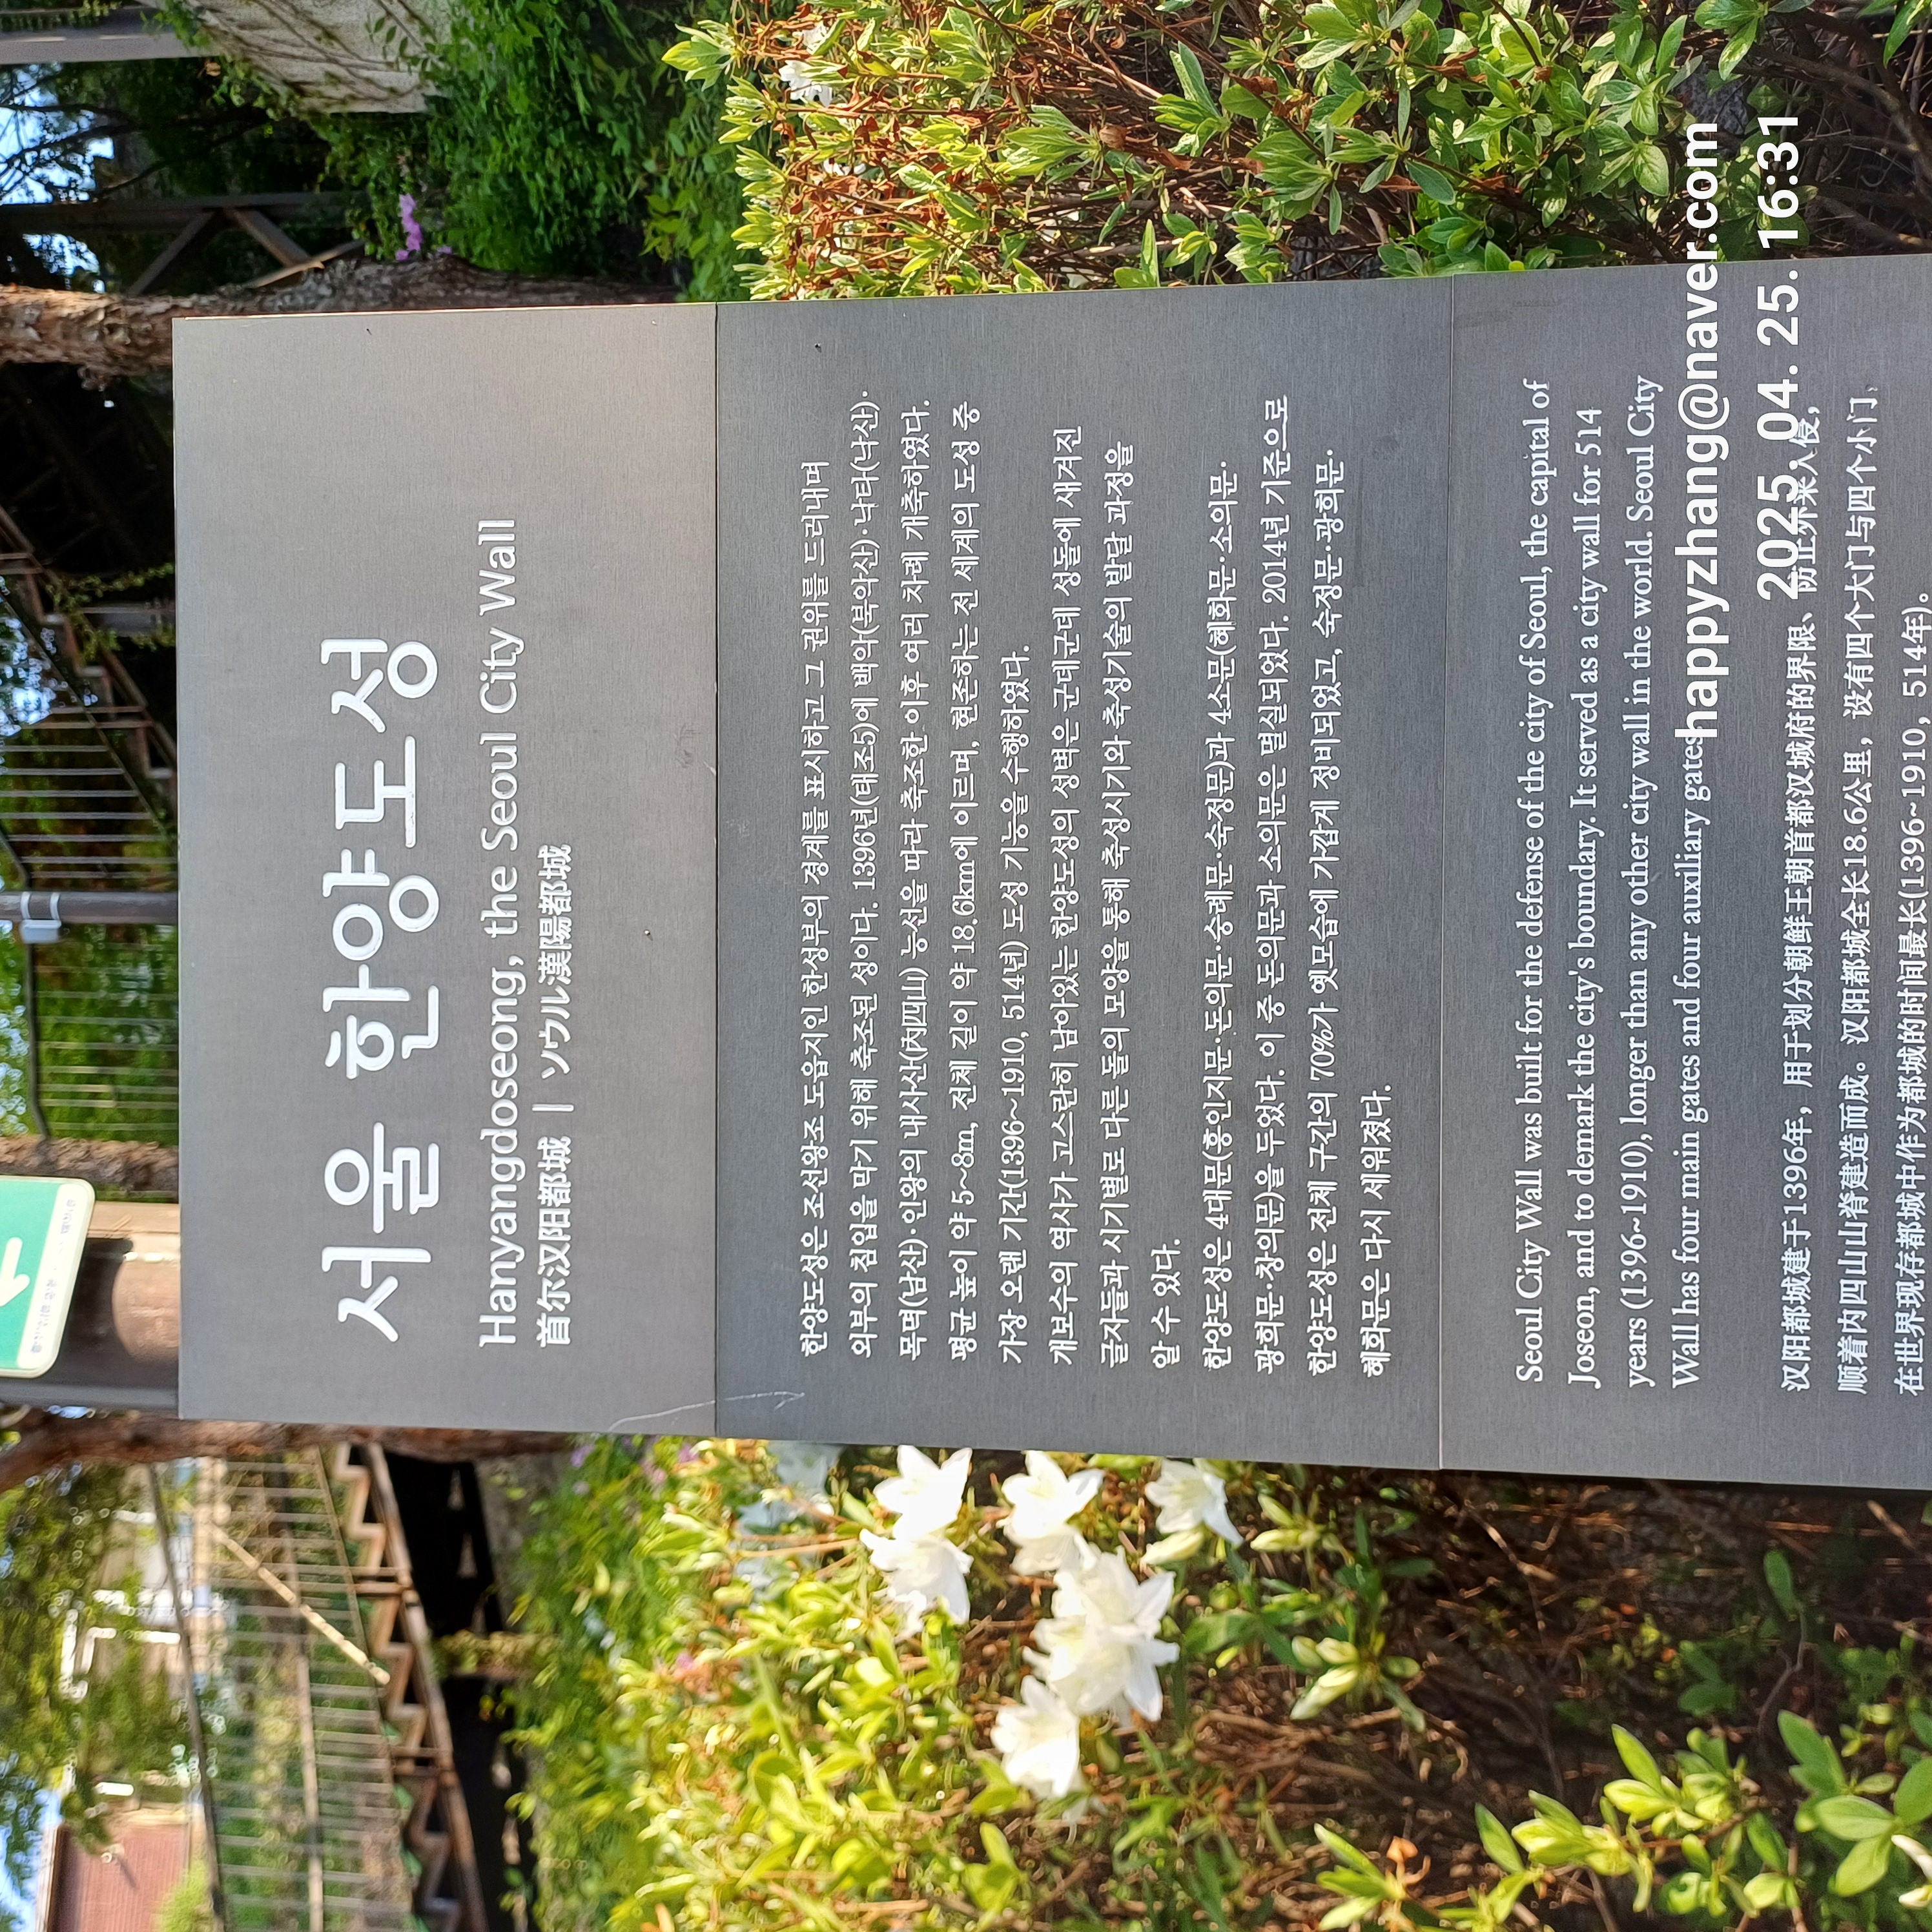 서울 한양도성
Hanyangdoseong, the Seoul City Wall
首尔汉阳都城 | ソウル漢陽都城
한양도성은 조선왕조 도읍지인 한성부의 경계를 표시하고 그 권위를 드러내며
외부의 침입을 막기 위해 축조된 성이다. 1396년(태조5)에 백악(북악산)·낙타(낙산)·
목멱(남산)·인왕의 내사산(內四山) 능선을 따라 축조한 이후 여러 차례 개축하였다.
평균 높이 약 5~8m, 전체 길이 약 18.6km에 이르며, 현존하는 전 세계의 도성 중
가장 오랜 기간(1396~1910, 514년) 도성 기능을 수행하였다.
개보수의 역사가 고스란히 남아있는 한양도성의 성벽은 군데군데 성돌에 새겨진
글자들과 시기별로 다른 돌의 모양을 통해 축성시기와 축성기술의 발달 과정을
알 수 있다.
한양도성은 4대문(흥인지문·돈의문·숭례문·숙정문)과 4소문(혜화문·소의문·
광희문·창의문)을 두었다. 이 중 돈의문과 소의문은 멸실되었다. 2014년 기준으로
한양도성은 전체 구간의 70%가 옛모습에 가깝게 정비되었고, 숙정문·광희문·
혜화문은 다시 세워졌다.
Seoul City Wall was built for the defense of the city of Seoul, the capital of
Joseon, and to demark the city's boundary. It served as a city wall for 514
years (1396~1910), longer than any other city wall in the world. Seoul City
Wall has four main gates and four auxiliary gates
汉阳都城建于1396年，用于划分朝鲜王朝首都汉城府的界限、防止外来入侵，
顺着内四山山脊建造而成。汉阳都城全长18.6公里，设有四个大门与四个小门，
在世界现存都城中作为都城的时间最长(1396~1910，514年)。
happyzhang@naver.com
2025. 04. 25. 16:31